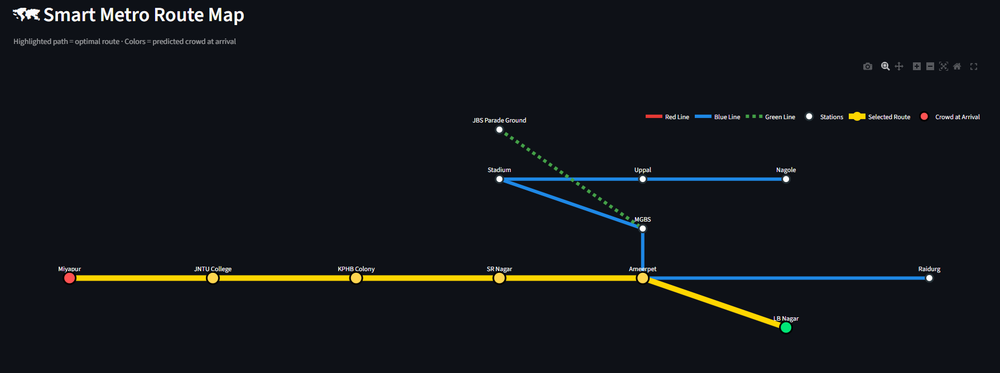 Smart Metro Route Map
Highlighted path = optimal route · Colors = predicted crowd at arrival
Red Line Blue Line Green Line Stations Selected Route Crowd at Arrival
JBS Parade Ground
Stadium Uppal Nagole
MGBS
Miyapur JNTU College KPHB Colony SR Nagar Ameerpet Raidurg
LB Nagar